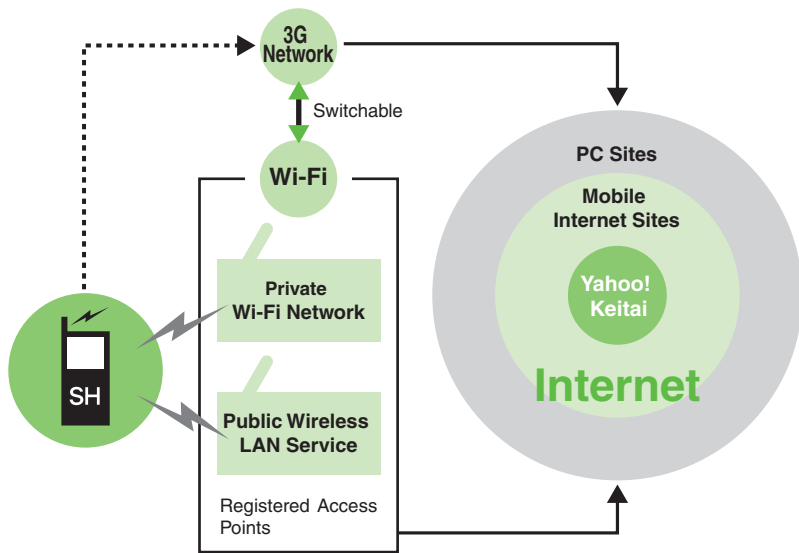 3G
Network
Switchable
Wi-Fi
Private
Wi-Fi Network
SH
Public Wireless
LAN Service
Registered Access
Points
PC Sites
Mobile
Internet Sites
Yahoo!
Keitai
Internet